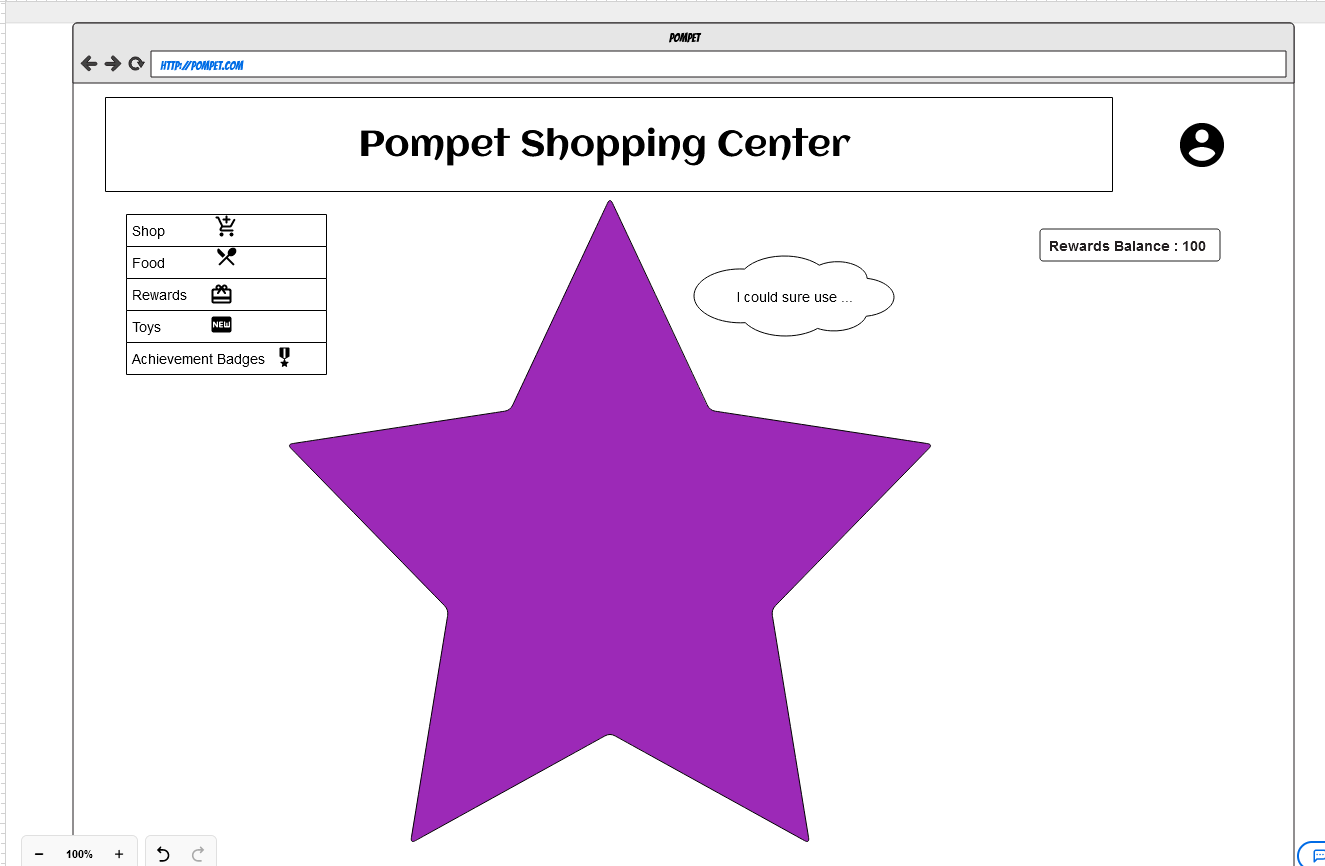 POMPET
HTTP://POMPET.COM
Pompet Shopping Center
Shop
Food
Rewards
NEW
Toys
Achievement Badges
I could sure use ...
Rewards Balance : 100
100%